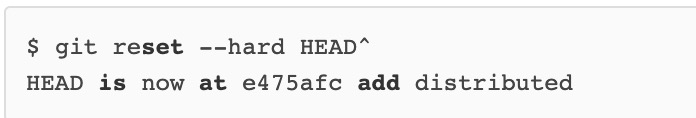 $ git reset --hard HEAD^
HEAD is now at e475afc add distributed